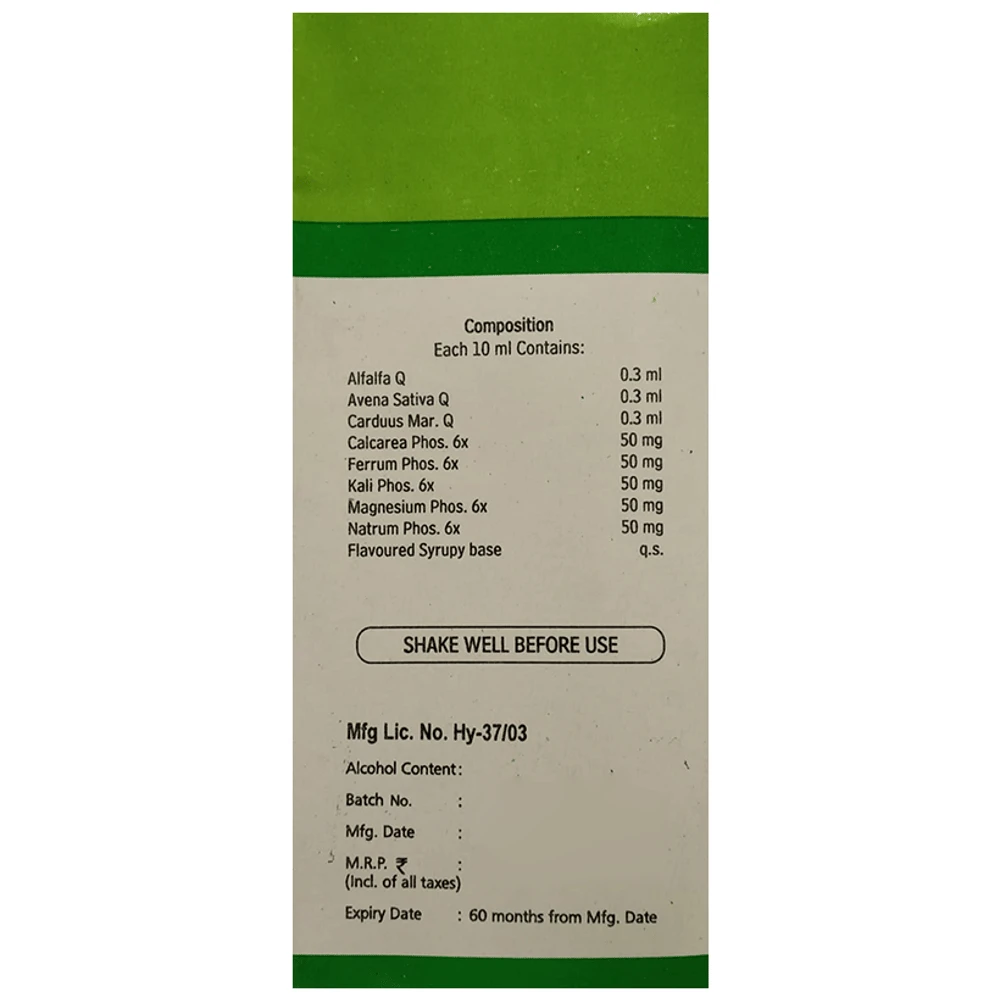 Composition
Each 10 ml Contains:
Alfalfa Q 0.3 ml
Avena Sativa Q 0.3 ml
Carduus Mar. Q 0.3 ml
Calcarea Phos. 6x 50 mg
Ferrum Phos. 6x 50 mg
Kali Phos. 6x 50 mg
Magnesium Phos. 6x 50 mg
Natrum Phos. 6x 50 mg
Flavoured Syrupy base q.s.
SHAKE WELL BEFORE USE
Mfg Lic. No. Hy-37/03
Alcohol Content :
Batch No. :
Mfg. Date :
M.R.P. ₹ :
(Incl. of all taxes)
Expiry Date : 60 months from Mfg. Date